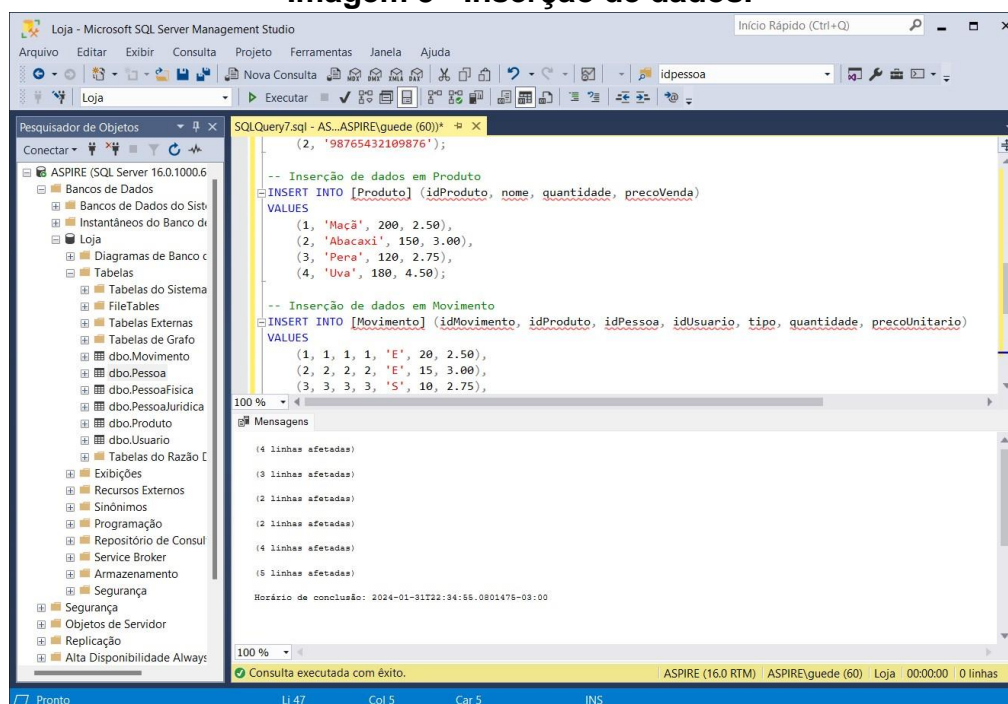 Loja - Microsoft SQL Server Management Studio
Início Rápido (Ctrl+Q)
Arquivo Editar Exibir Consulta Projeto Ferramentas Janela Ajuda
Nova Consulta
idpessoa
Loja
Executar
Pesquisador de Objetos
Conectar
ASPIRE (SQL Server 16.0.1000.6
Bancos de Dados
Bancos de Dados do Sist
Instantâneos do Banco de
Loja
Diagramas de Banco c
Tabelas
Tabelas do Sistema
FileTables
Tabelas Externas
Tabelas de Grafo
dbo.Movimento
dbo.Pessoa
dbo.PessoaFisica
dbo.PessoaJuridica
dbo.Produto
dbo.Usuario
Tabelas do Razão D
Exibições
Recursos Externos
Sinônimos
Programação
Repositório de Consul
Service Broker
Armazenamento
Segurança
Segurança
Objetos de Servidor
Replicação
Alta Disponibilidade Always
SQLQuery7.sql - AS...ASPIRE\guede (60))*
(2, '98765432109876');
-- Inserção de dados em Produto
INSERT INTO [Produto] (idProduto, nome, quantidade, precoVenda)
VALUES
(1, 'Maçã', 200, 2.50),
(2, 'Abacaxi', 150, 3.00),
(3, 'Pera', 120, 2.75),
(4, 'Uva', 180, 4.50);
-- Inserção de dados em Movimento
INSERT INTO [Movimento] (idMovimento, idProduto, idPessoa, idUsuario, tipo, quantidade, precoUnitario)
VALUES
(1, 1, 1, 1, 'E', 20, 2.50),
(2, 2, 2, 2, 'E', 15, 3.00),
(3, 3, 3, 3, 'S', 10, 2.75),
100 %
Mensagens
(4 linhas afetadas)
(3 linhas afetadas)
(2 linhas afetadas)
(2 linhas afetadas)
(4 linhas afetadas)
(5 linhas afetadas)
Horário de conclusão: 2024-01-31T22:34:55.0801475-03:00
100 %
Consulta executada com êxito.
ASPIRE (16.0 RTM) ASPIRE\guede (60) Loja 00:00:00 0 linhas
Pronto Li 47 Col 5 Car 5 INS